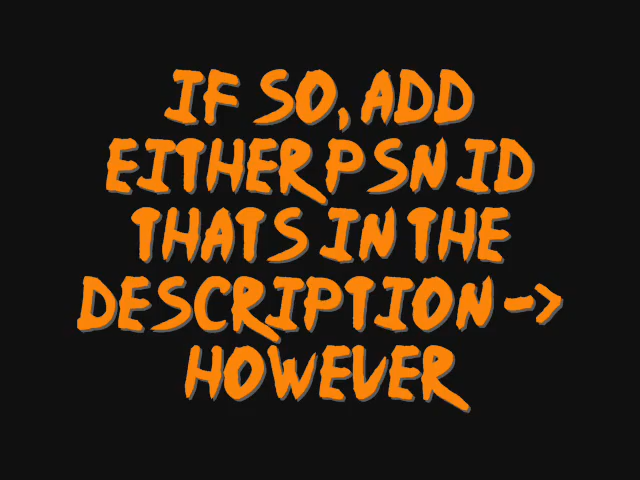 IF SO, ADD
EITHER PSN ID
THATS IN THE
DESCRIPTION ->
HOWEVER